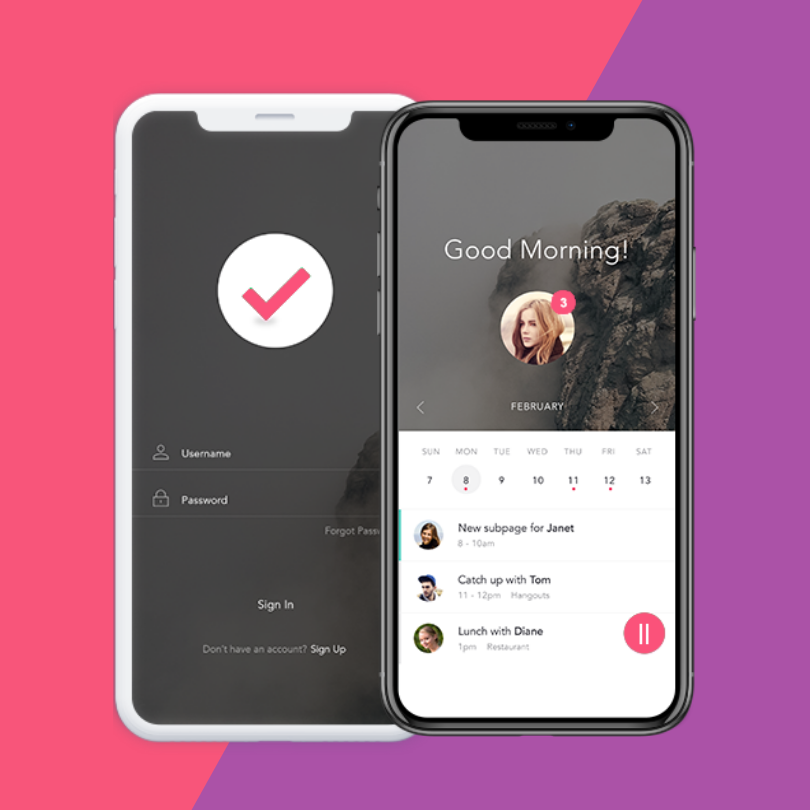 Username
Password
Forgot
Sign In
Don't have an account? Sign Up
Good Morning!
3
FEBRUARY
SUN MON TUE WED THU FRI SAT
7 8 9 10 11 12 13
New subpage for Janet
8 - 10am
Catch up with Tom
11 - 12pm Hangouts
Lunch with Diane
1pm Restaurant